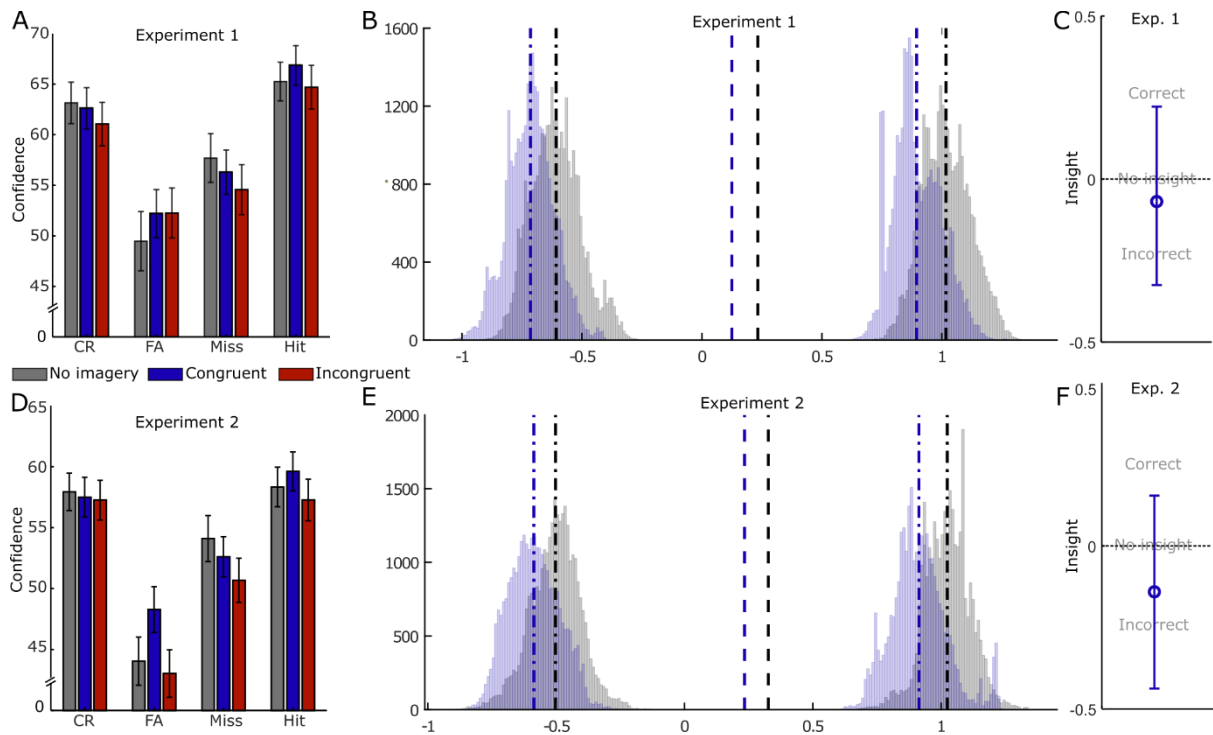 A
Experiment 1
70
65
60
55
50
45
0
Confidence
CR FA Miss Hit
B
Experiment 1
1600
1200
800
400
0
-1 -0.5 0 0.5 1
C
Exp. 1
0.5
Correct
0 No insight
Incorrect
-0.5
Insight
No imagery Congruent Incongruent
D
Experiment 2
65
60
55
50
45
0
Confidence
CR FA Miss Hit
E
Experiment 2
2000
1500
1000
500
0
-1 -0.5 0 0.5 1
F
Exp. 2
0.5
Correct
0 No insight
Incorrect
-0.5
Insight